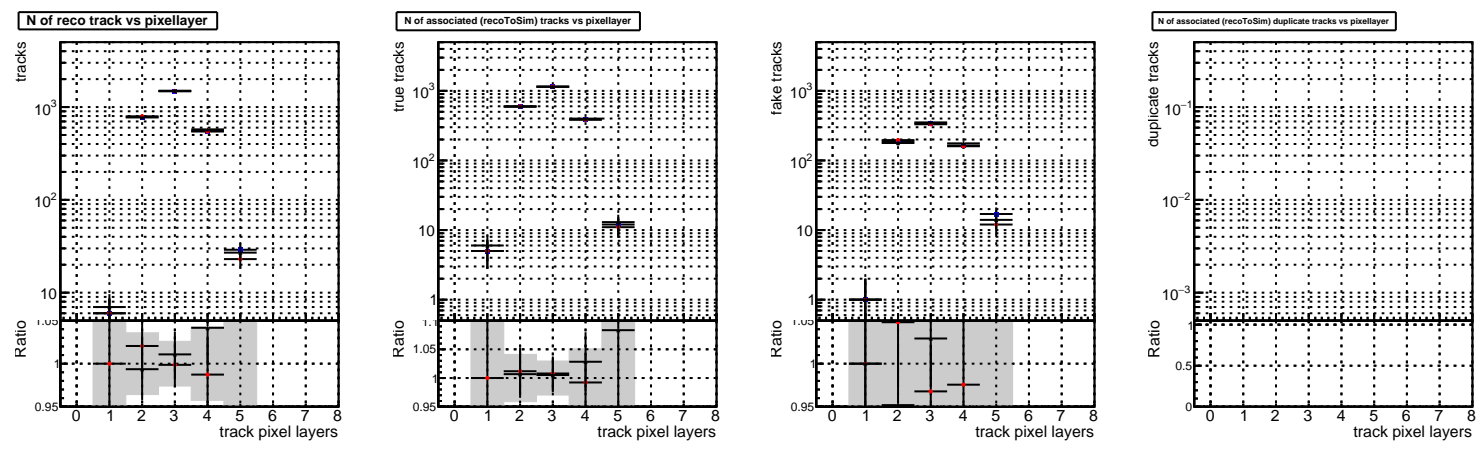 N of reco track vs pixellayer
tracks
10³
10²
10
Ratio
1.05
1
0.95
0 1 2 3 4 5 6 7 8
track pixel layers
N of associated (recoToSim) tracks vs pixellayer
true tracks
10³
10²
10
1
Ratio
1.1
1.05
1
0.95
0 1 2 3 4 5 6 7 8
track pixel layers
fake tracks
10³
10²
10
1
Ratio
1.05
1
0.95
0 1 2 3 4 5 6 7 8
track pixel layers
N of associated (recoToSim) duplicate tracks vs pixellayer
duplicate tracks
10⁻¹
10⁻²
10⁻³
Ratio
1
0.5
0
0 1 2 3 4 5 6 7 8
track pixel layers